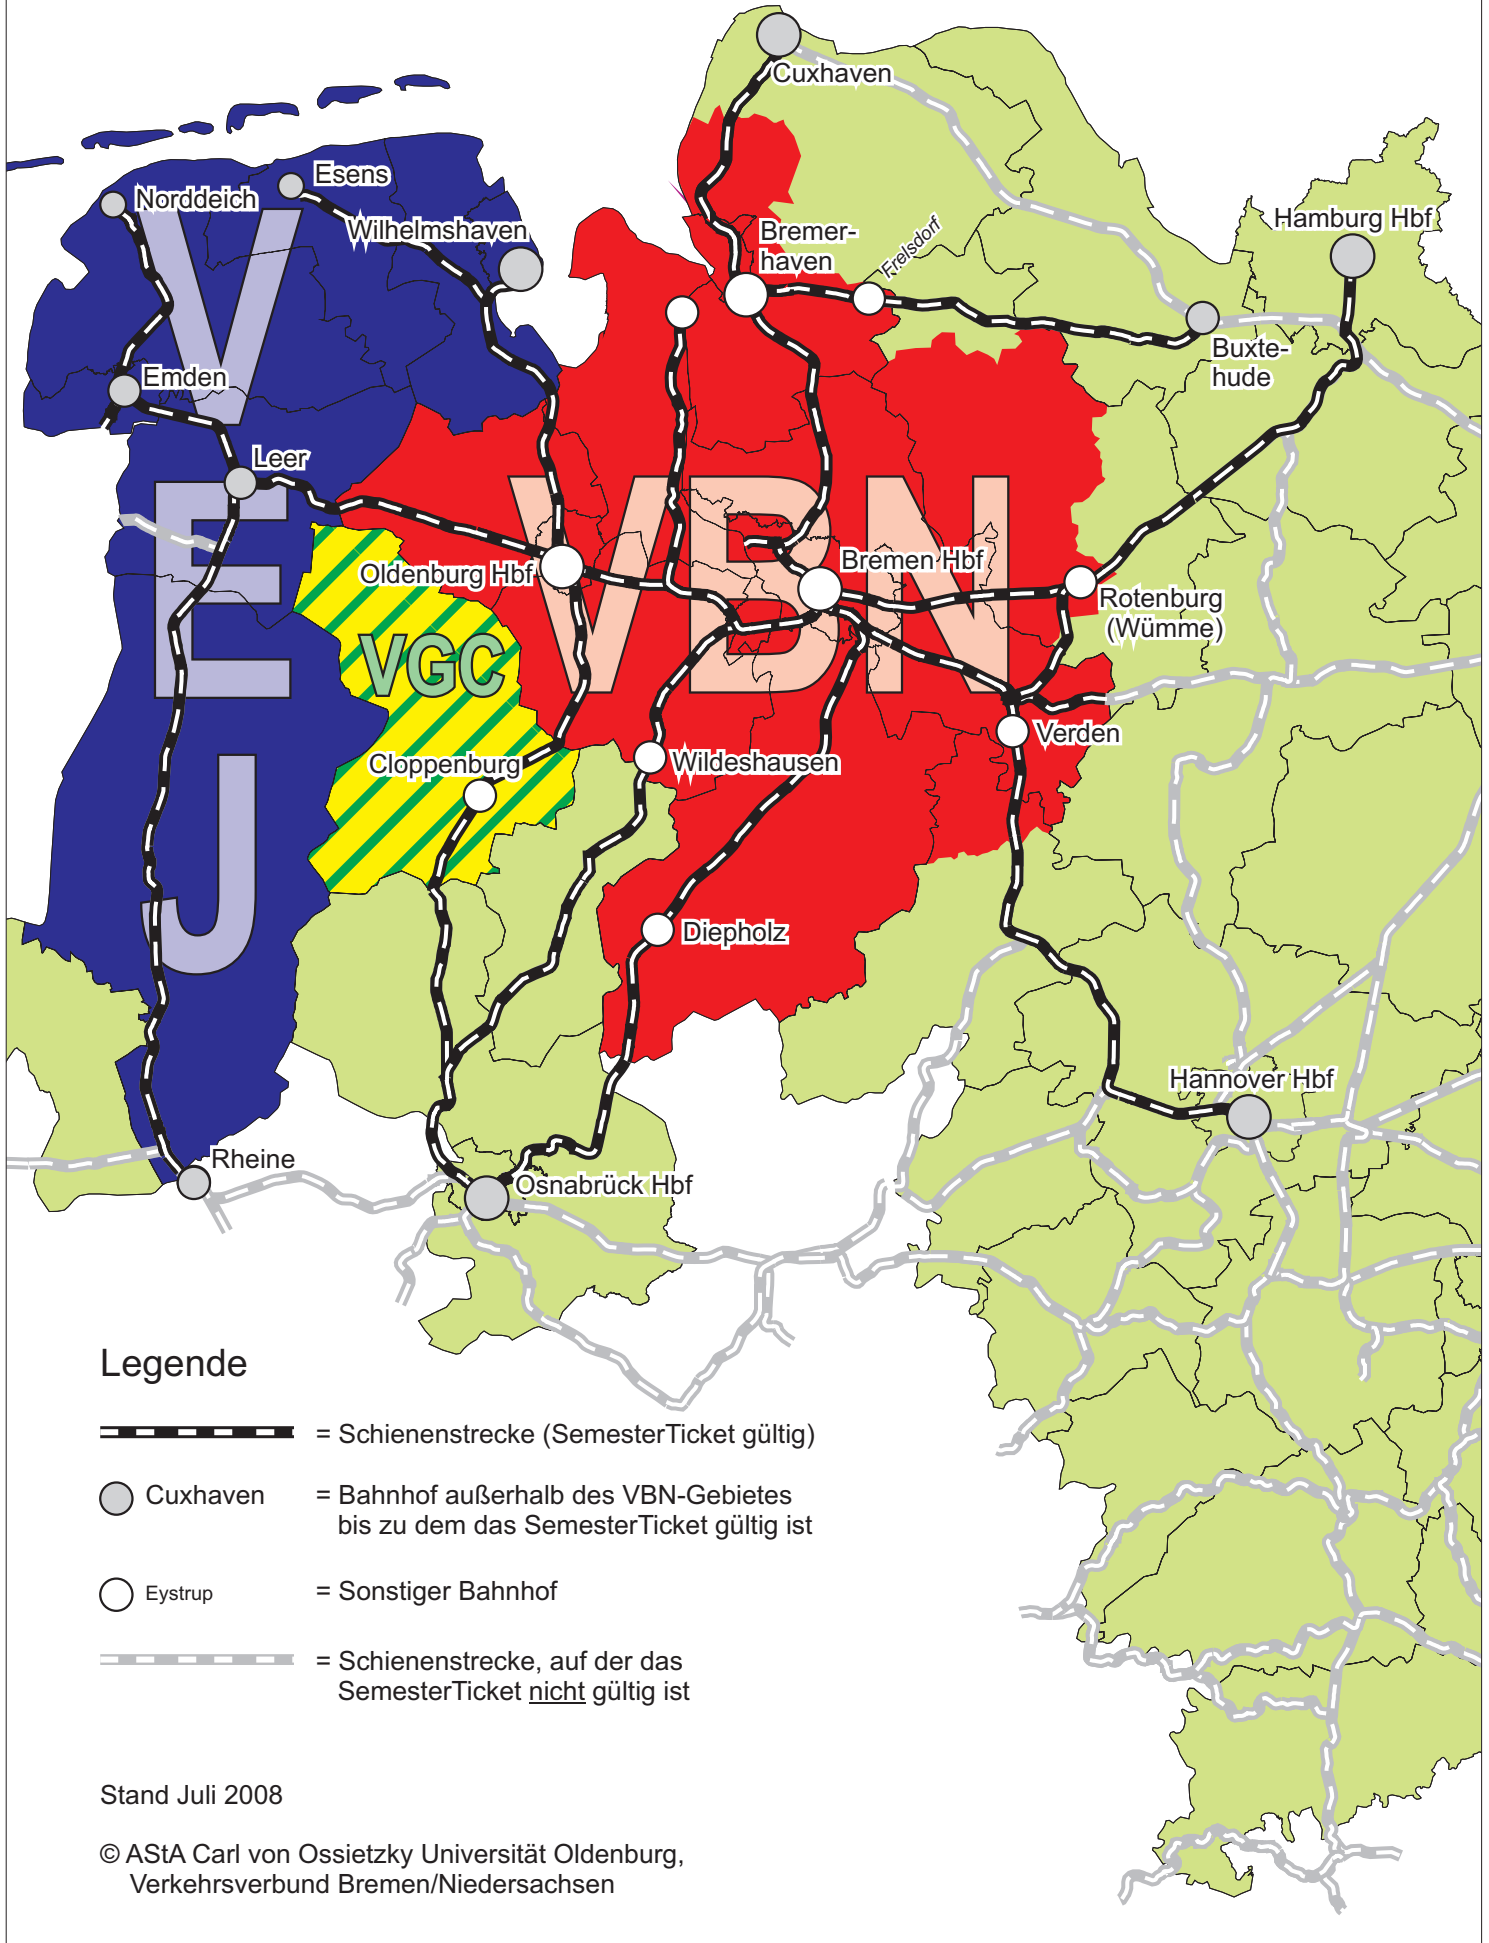 Cuxhaven
Esens
Norddeich
Wilhelmshaven
Hamburg Hbf
Bremer-
haven
Frelsdorf
V
Buxte-
hude
Emden
Leer
E
VBN
Bremen Hbf
Oldenburg Hbf
Rotenburg
(Wümme)
VGC
Verden
Cloppenburg
Wildeshausen
J
Diepholz
Hannover Hbf
Rheine
Osnabrück Hbf
Legende
= Schienenstrecke (SemesterTicket gültig)
Cuxhaven = Bahnhof außerhalb des VBN-Gebietes
bis zu dem das SemesterTicket gültig ist
Eystrup = Sonstiger Bahnhof
= Schienenstrecke, auf der das
SemesterTicket nicht gültig ist
Stand Juli 2008
© AStA Carl von Ossietzky Universität Oldenburg,
Verkehrsverbund Bremen/Niedersachsen